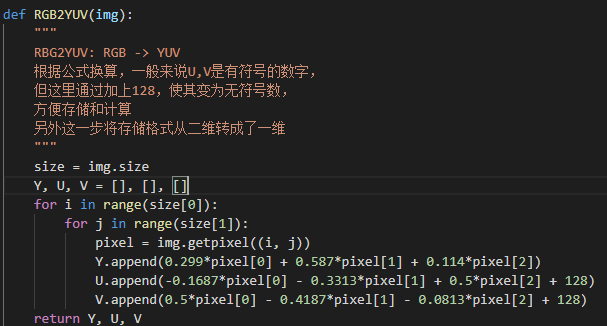 def RGB2YUV(img):
    """
    RBG2YUV: RGB -> YUV
    根据公式换算，一般来说U,V是有符号的数字，
    但这里通过加上128，使其变为无符号数，
    方便存储和计算
    另外这一步将存储格式从二维转成了一维
    """
    size = img.size
    Y, U, V = [], [], []
    for i in range(size[0]):
        for j in range(size[1]):
            pixel = img.getpixel((i, j))
            Y.append(0.299*pixel[0] + 0.587*pixel[1] + 0.114*pixel[2])
            U.append(-0.1687*pixel[0] - 0.3313*pixel[1] + 0.5*pixel[2] + 128)
            V.append(0.5*pixel[0] - 0.4187*pixel[1] - 0.0813*pixel[2] + 128)
    return Y, U, V